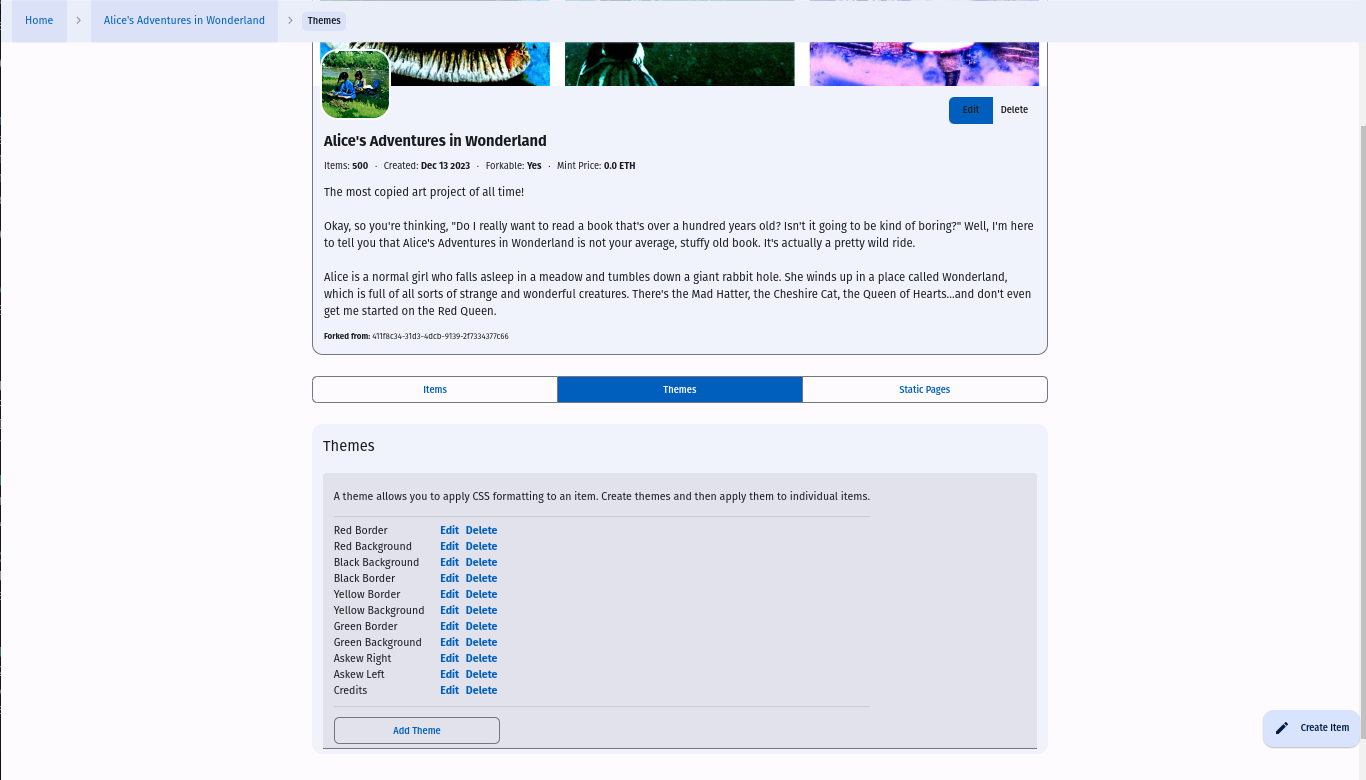 Home
Alice's Adventures in Wonderland
Themes
Edit
Delete
Alice's Adventures in Wonderland
Items: 500 · Created: Dec 13 2023 · Forkable: Yes · Mint Price: 0.0 ETH
The most copied art project of all time!
Okay, so you're thinking, "Do I really want to read a book that's over a hundred years old? Isn't it going to be kind of boring?" Well, I'm here
to tell you that Alice's Adventures in Wonderland is not your average, stuffy old book. It's actually a pretty wild ride.
Alice is a normal girl who falls asleep in a meadow and tumbles down a giant rabbit hole. She winds up in a place called Wonderland,
which is full of all sorts of strange and wonderful creatures. There's the Mad Hatter, the Cheshire Cat, the Queen of Hearts...and don't even
get me started on the Red Queen.
Forked from: 411f8c34-31d3-4dcb-9139-2f7334377c66
Items
Themes
Static Pages
Themes
A theme allows you to apply CSS formatting to an item. Create themes and then apply them to individual items.
Red Border Edit Delete
Red Background Edit Delete
Black Background Edit Delete
Black Border Edit Delete
Yellow Border Edit Delete
Yellow Background Edit Delete
Green Border Edit Delete
Green Background Edit Delete
Askew Right Edit Delete
Askew Left Edit Delete
Credits Edit Delete
Add Theme
Create Item